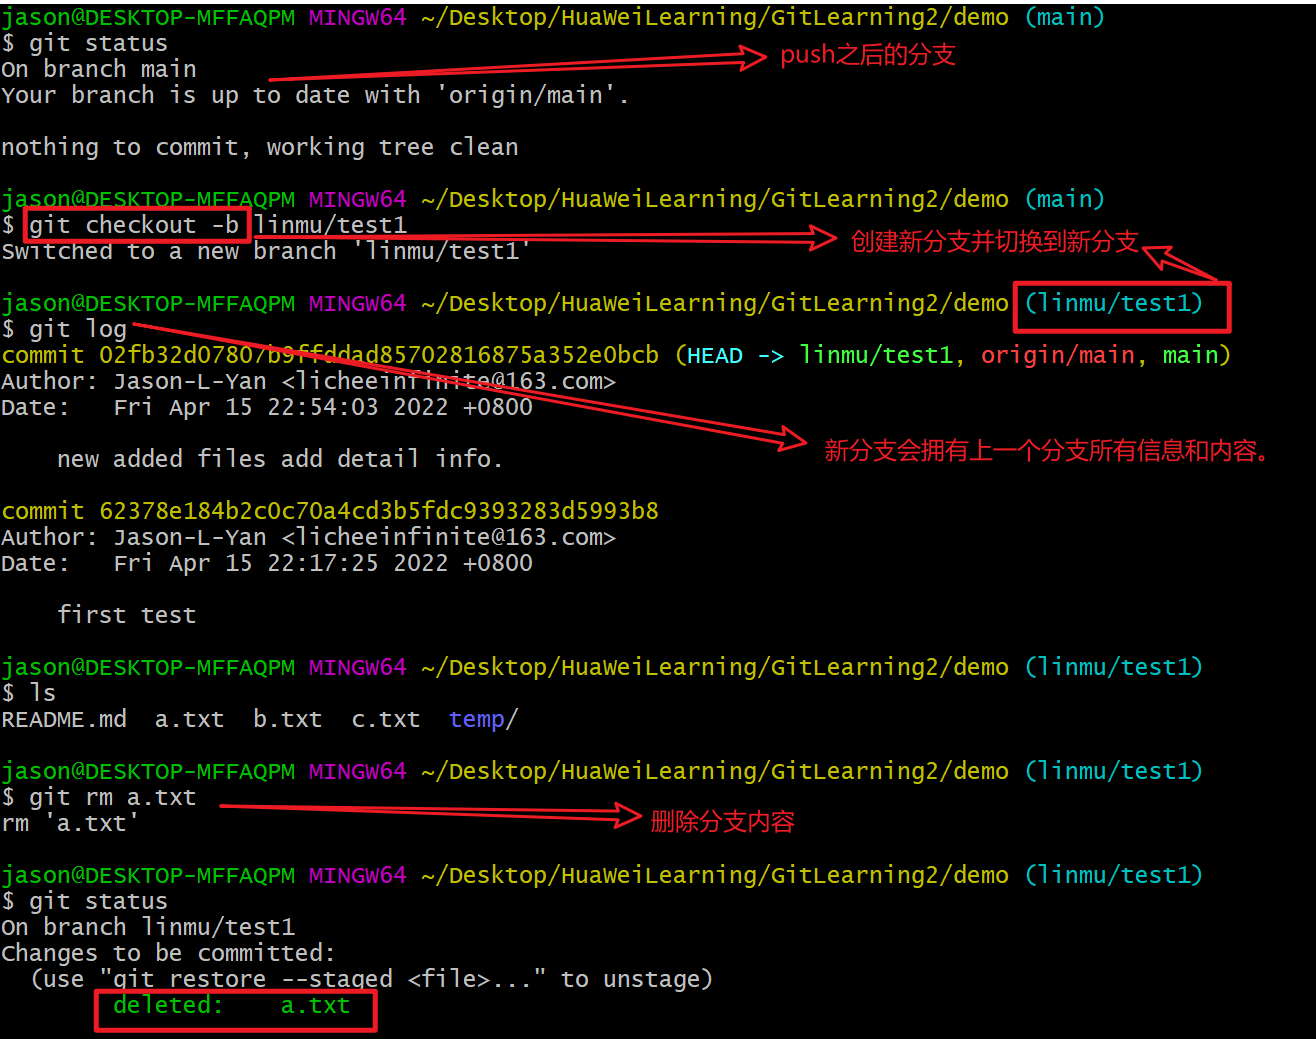 jason@DESKTOP-MFFAQPM MINGW64 ~/Desktop/HuaWeiLearning/GitLearning2/demo (main)
$ git status
On branch main
push之后的分支
Your branch is up to date with 'origin/main'.
nothing to commit, working tree clean
jason@DESKTOP-MFFAQPM MINGW64 ~/Desktop/HuaWeiLearning/GitLearning2/demo (main)
$ git checkout -b linmu/test1
Switched to a new branch 'linmu/test1'
创建新分支并切换到新分支
jason@DESKTOP-MFFAQPM MINGW64 ~/Desktop/HuaWeiLearning/GitLearning2/demo (linmu/test1)
$ git log
commit 02fb32d07807b9ffddad85702816875a352e0bcb (HEAD -> linmu/test1, origin/main, main)
Author: Jason-L-Yan <licheeinfinite@163.com>
Date:   Fri Apr 15 22:54:03 2022 +0800
new added files add detail info.
新分支会拥有上一个分支所有信息和内容。
commit 62378e184b2c0c70a4cd3b5fdc9393283d5993b8
Author: Jason-L-Yan <licheeinfinite@163.com>
Date:   Fri Apr 15 22:17:25 2022 +0800
first test
jason@DESKTOP-MFFAQPM MINGW64 ~/Desktop/HuaWeiLearning/GitLearning2/demo (linmu/test1)
$ ls
README.md  a.txt  b.txt  c.txt  temp/
jason@DESKTOP-MFFAQPM MINGW64 ~/Desktop/HuaWeiLearning/GitLearning2/demo (linmu/test1)
$ git rm a.txt
rm 'a.txt'
删除分支内容
jason@DESKTOP-MFFAQPM MINGW64 ~/Desktop/HuaWeiLearning/GitLearning2/demo (linmu/test1)
$ git status
On branch linmu/test1
Changes to be committed:
(use "git restore --staged <file>..." to unstage)
deleted:    a.txt